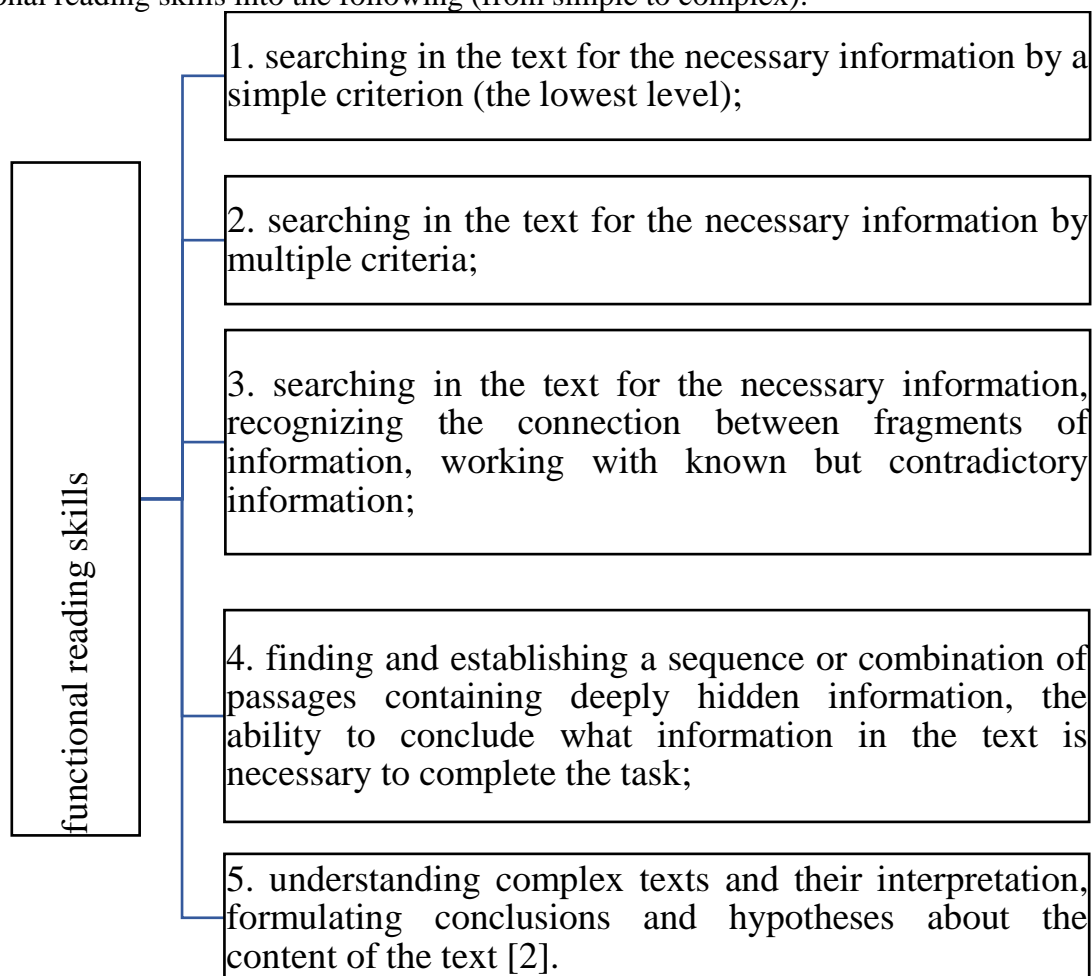 onal reading skills into the following (from simple to complex):
1. searching in the text for the necessary information by a
simple criterion (the lowest level);
2. searching in the text for the necessary information by
multiple criteria;
3. searching in the text for the necessary information,
recognizing the connection between fragments of
information, working with known but contradictory
information;
functional reading skills
4. finding and establishing a sequence or combination of
passages containing deeply hidden information, the
ability to conclude what information in the text is
necessary to complete the task;
5. understanding complex texts and their interpretation,
formulating conclusions and hypotheses about the
content of the text [2].